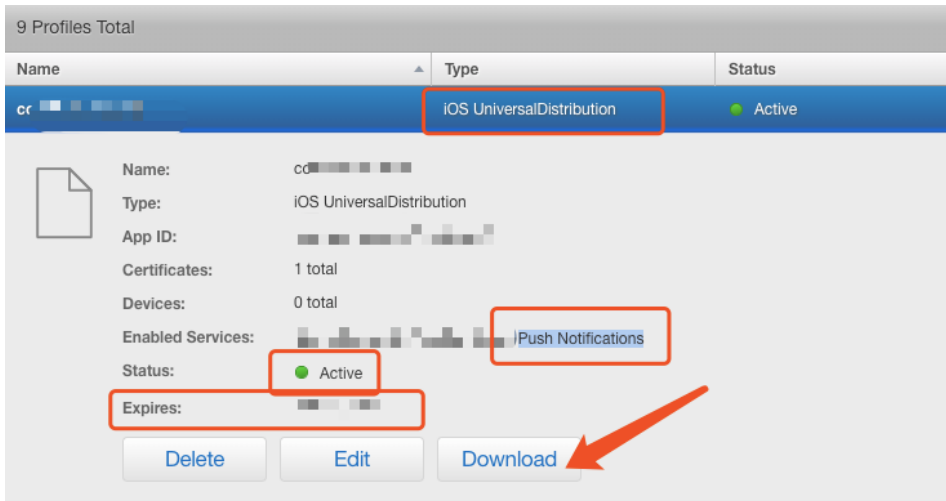 9 Profiles Total
Name Type Status
iOS UniversalDistribution Active
Name:
Type: iOS UniversalDistribution
App ID:
Certificates: 1 total
Devices: 0 total
Enabled Services: Push Notifications
Status: Active
Expires:
Delete Edit Download